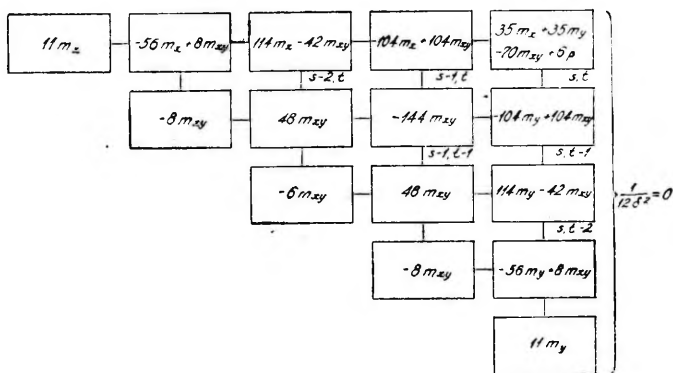 11 m_x
-56 m_x + 8 m_xy
114 m_x - 42 m_xy
-104 m_x + 104 m_xy
35 m_x + 35 m_y
-70 m_xy + δρ
s-2, t
s-1, t
s, t
-8 m_xy
48 m_xy
-144 m_xy
-104 m_y + 104 m_xy
s-1, t-1
s, t-1
-6 m_xy
48 m_xy
114 m_y - 42 m_xy
s, t-2
-8 m_xy
-56 m_y + 8 m_xy
11 m_y
1/12δ² = 0